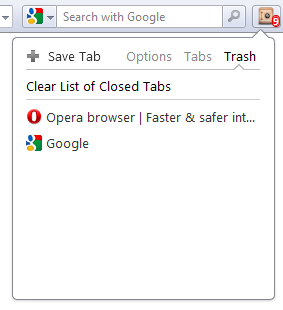 Search with Google
9
Save Tab Options Tabs Trash
Clear List of Closed Tabs
Opera browser | Faster & safer int...
Google